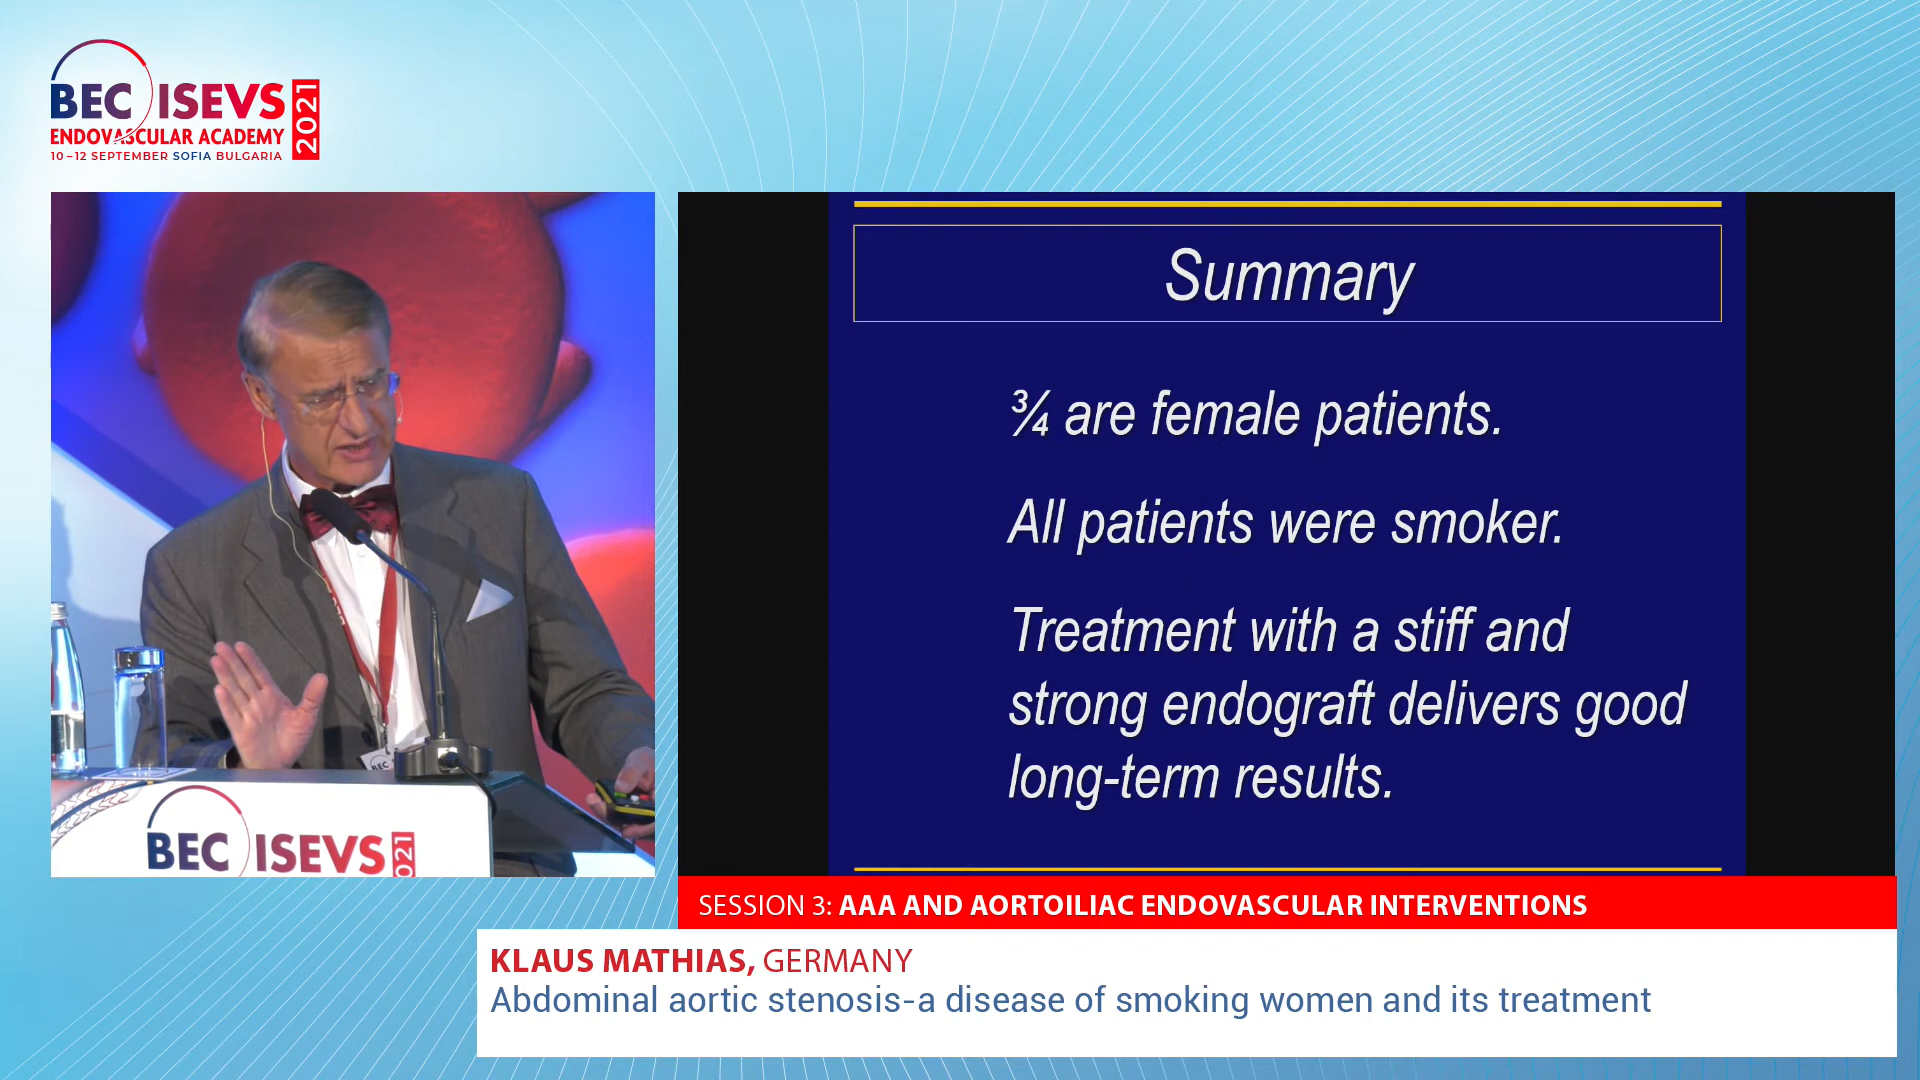 BEC ISEVS 2021
ENDOVASCULAR ACADEMY
10-12 SEPTEMBER SOFIA BULGARIA
Summary
¾ are female patients.
All patients were smoker.
Treatment with a stiff and
strong endograft delivers good
long-term results.
BEC
BEC ISEVS 021
SESSION 3: AAA AND AORTOILIAC ENDOVASCULAR INTERVENTIONS
KLAUS MATHIAS, GERMANY
Abdominal aortic stenosis-a disease of smoking women and its treatment